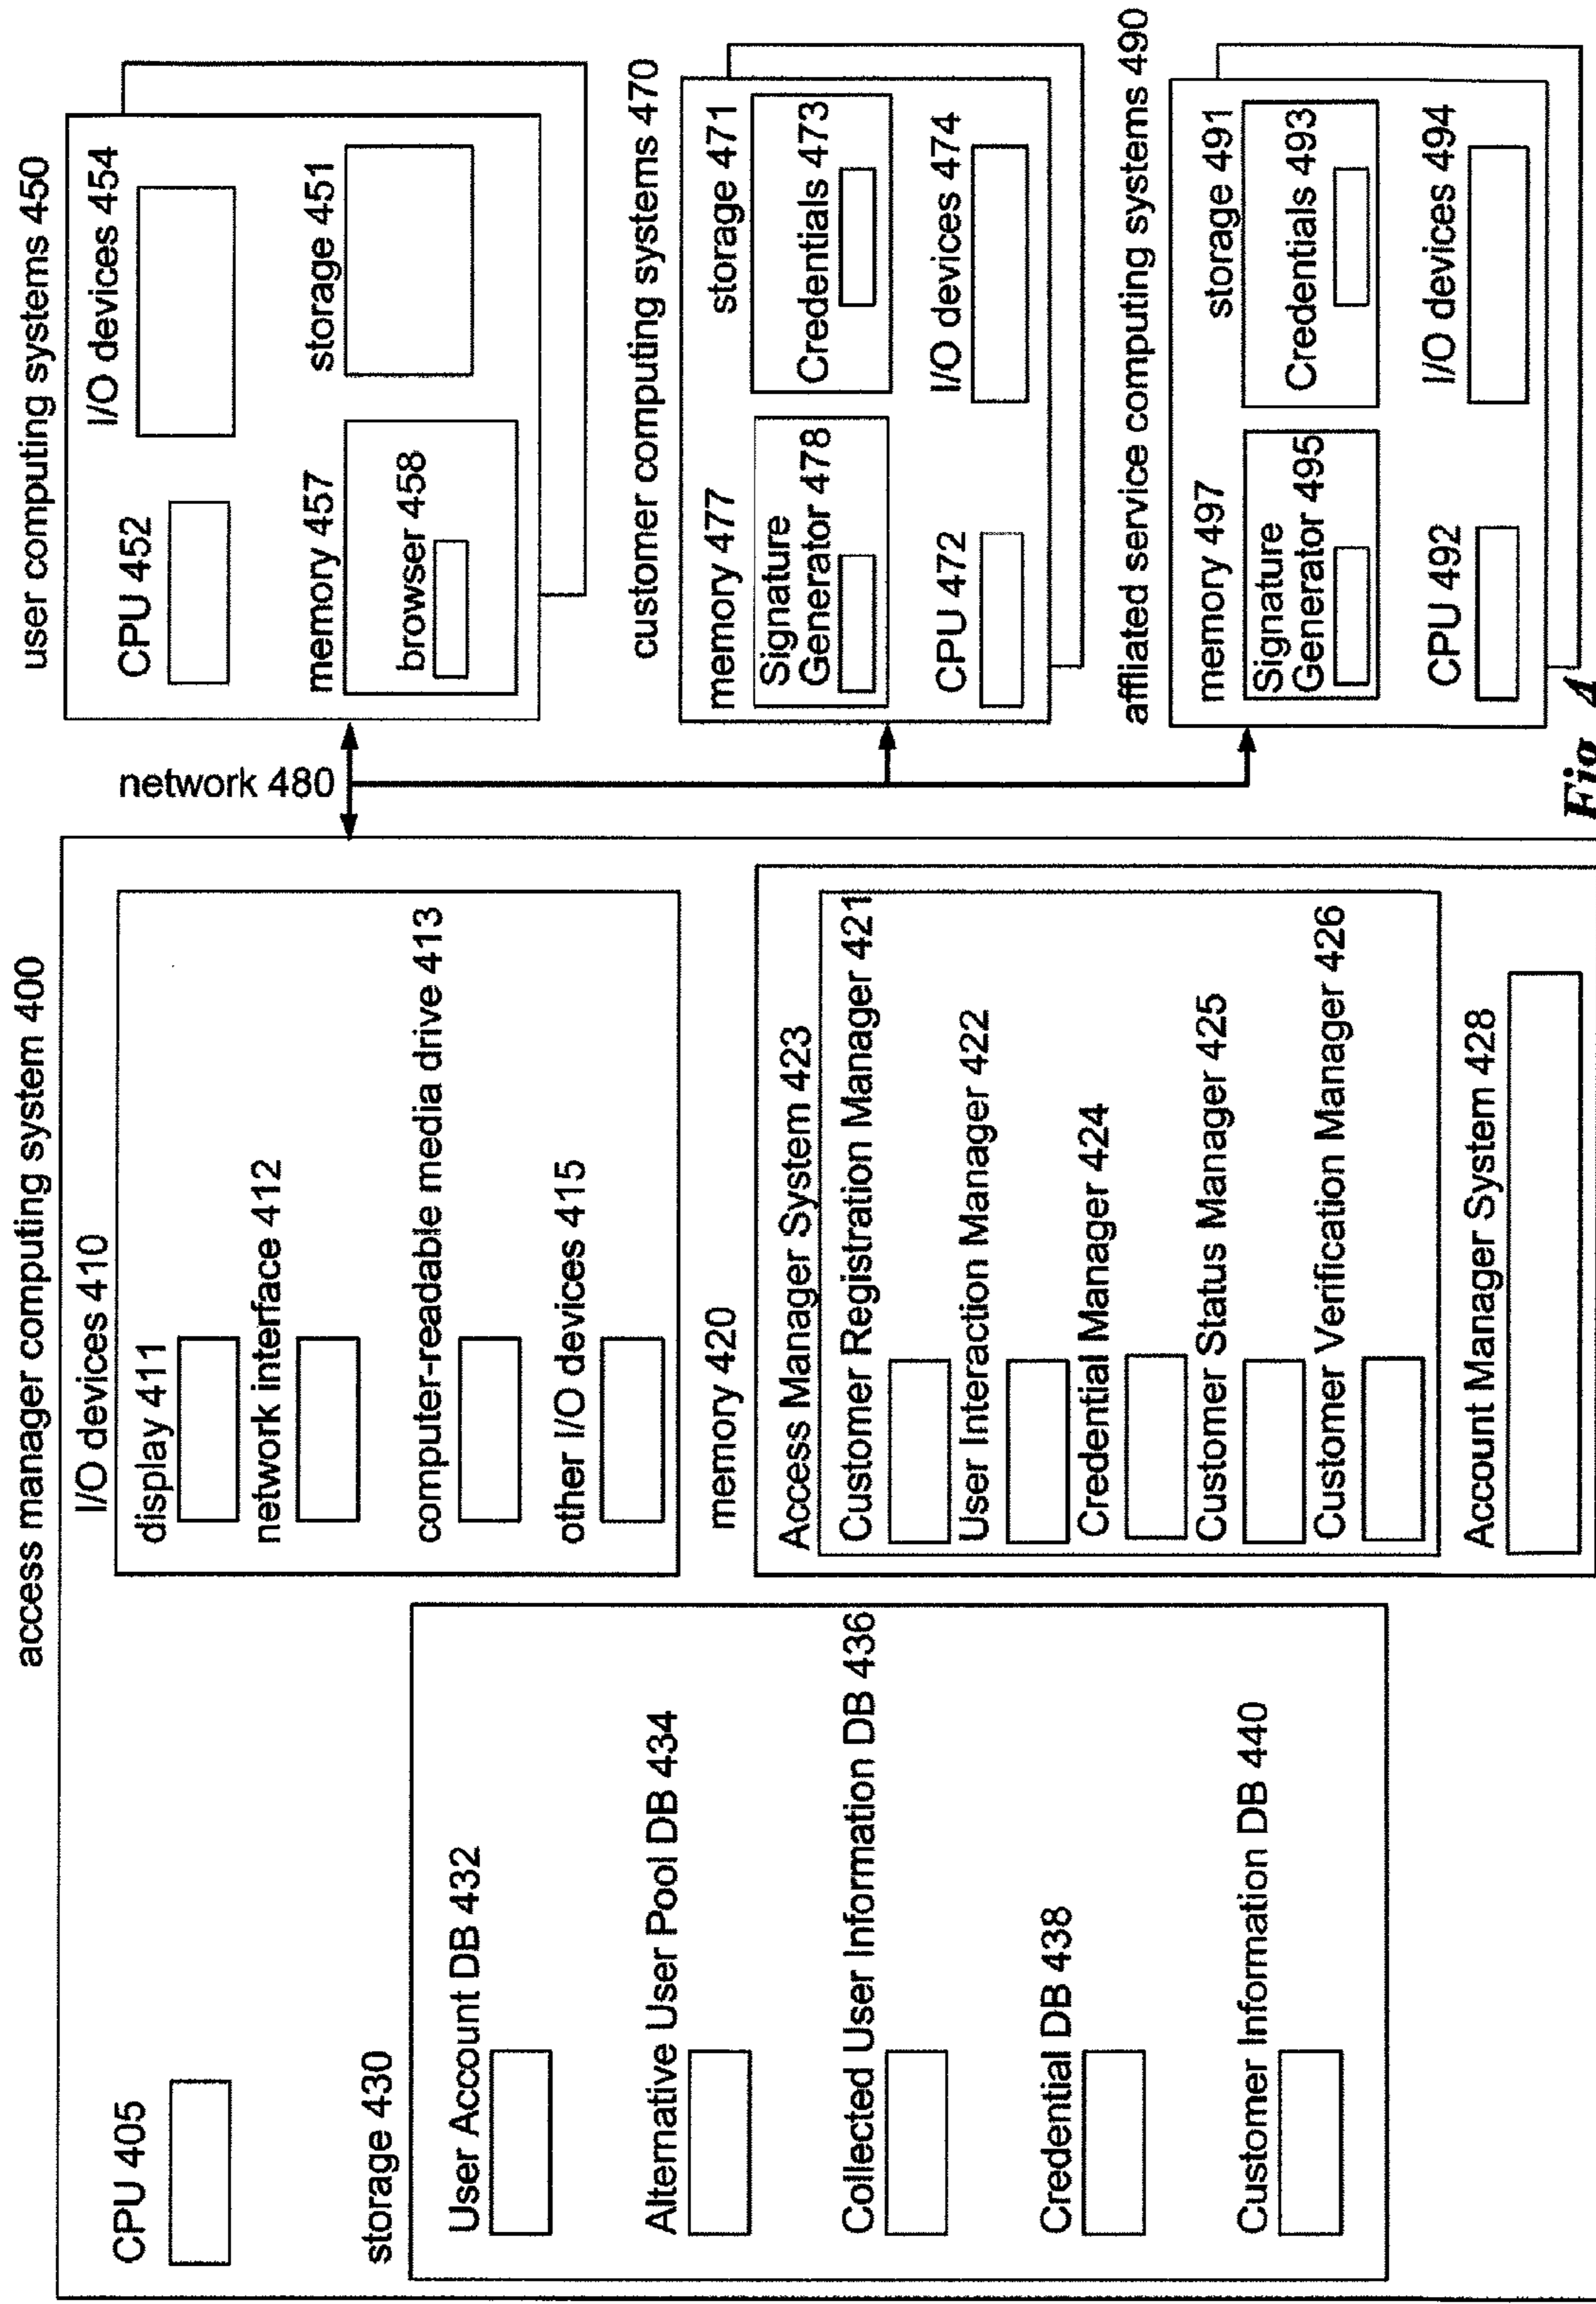 access manager computing system 400
CPU 405
storage 430
User Account DB 432
Alternative User Pool DB 434
Collected User Information DB 436
Credential DB 438
Customer Information DB 440
I/O devices 410
display 411
network interface 412
computer-readable media drive 413
other I/O devices 415
memory 420
Access Manager System 423
Customer Registration Manager 421
User Interaction Manager 422
Credential Manager 424
Customer Status Manager 425
Customer Verification Manager 426
Account Manager System 428
network 480
user computing systems 450
CPU 452
I/O devices 454
memory 457
browser 458
storage 451
customer computing systems 470
memory 477
Signature
Generator 478
storage 471
Credentials 473
CPU 472
I/O devices 474
affiliated service computing systems 490
memory 497
Signature
Generator 495
storage 491
Credentials 493
CPU 492
I/O devices 494
Fig. 4